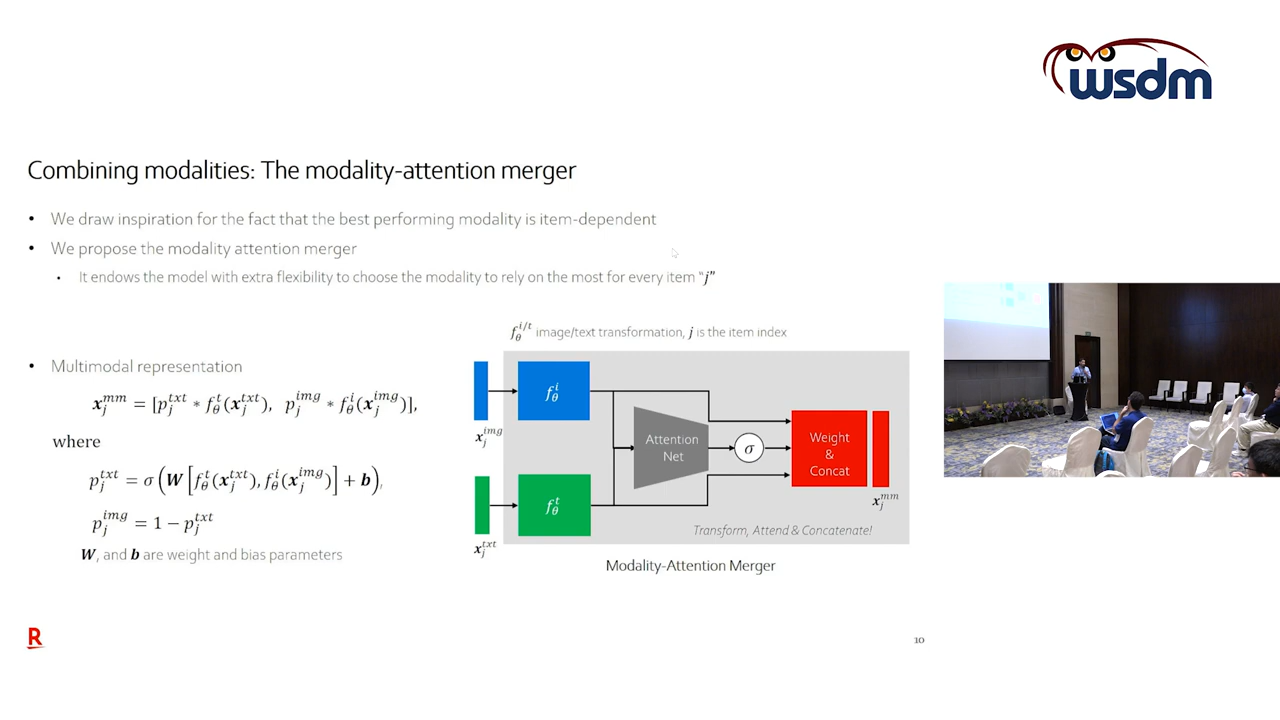 wsdm
Combining modalities: The modality-attention merger
• We draw inspiration for the fact that the best performing modality is item-dependent
• We propose the modality attention merger
• It endows the model with extra flexibility to choose the modality to rely on the most for every item “j”
f_θ^{i/t} image/text transformation, j is the item index
• Multimodal representation
x_j^{mm} = [p_j^{txt} * f_θ^t(x_j^{txt}), p_j^{img} * f_θ^i(x_j^{img})],
where
p_j^{txt} = σ(W[f_θ^t(x_j^{txt}), f_θ^i(x_j^{img})] + b),
p_j^{img} = 1 − p_j^{txt}
W, and b are weight and bias parameters
f_θ^i
x_j^{img}
Attention
Net
σ
Weight
&
Concat
x_j^{mm}
f_θ^t
x_j^{txt}
Transform, Attend & Concatenate!
Modality-Attention Merger
R
10